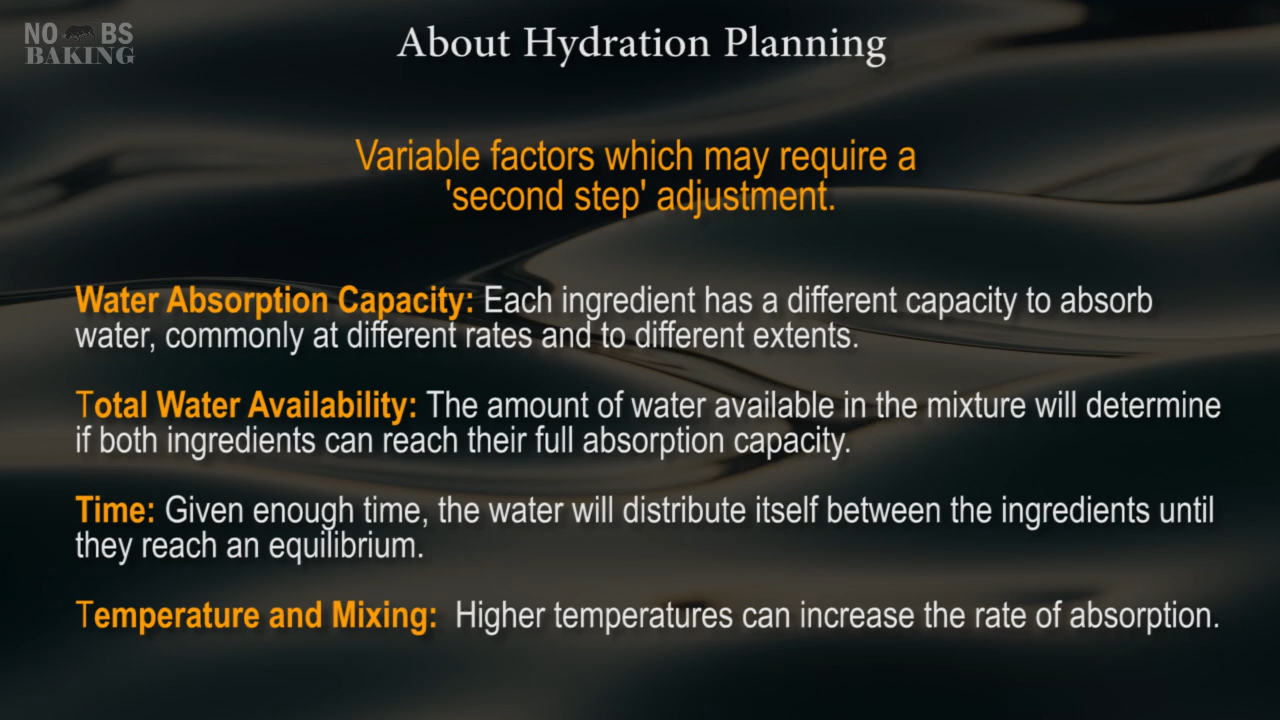 NO BS
BAKING
About Hydration Planning
Variable factors which may require a
'second step' adjustment.
Water Absorption Capacity: Each ingredient has a different capacity to absorb
water, commonly at different rates and to different extents.
Total Water Availability: The amount of water available in the mixture will determine
if both ingredients can reach their full absorption capacity.
Time: Given enough time, the water will distribute itself between the ingredients until
they reach an equilibrium.
Temperature and Mixing: Higher temperatures can increase the rate of absorption.